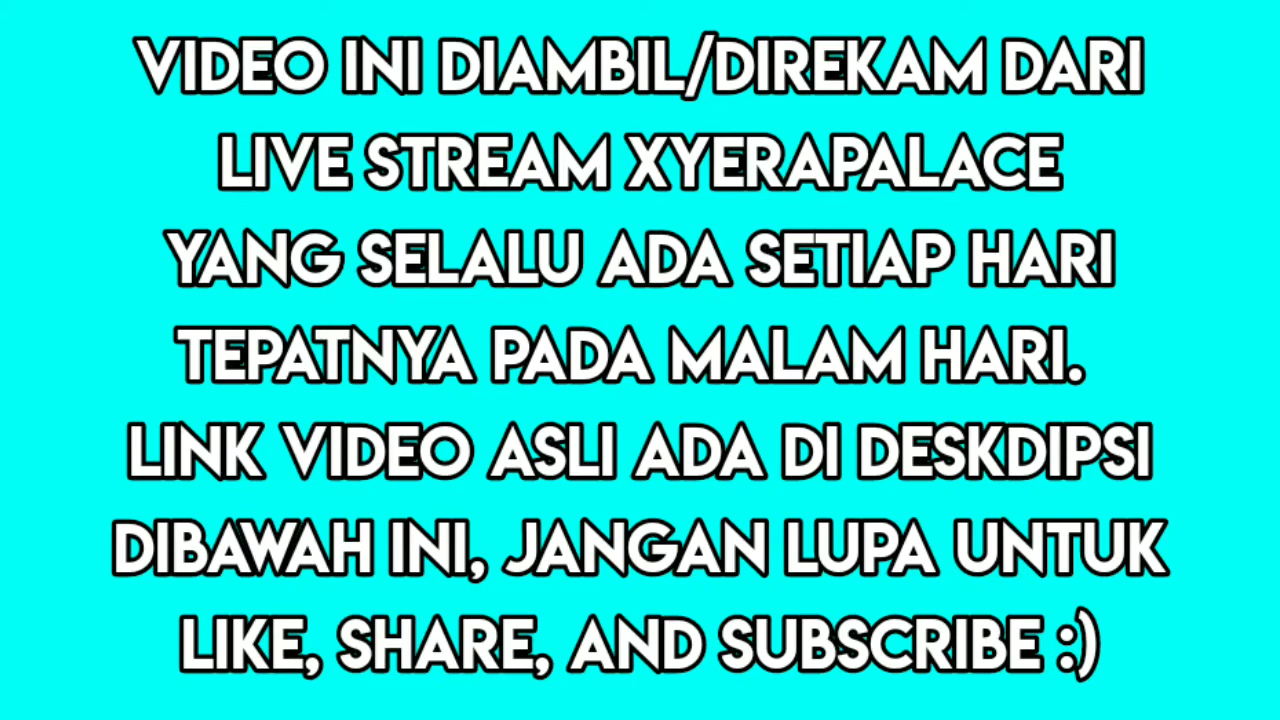 VIDEO INI DIAMBIL/DIREKAM DARI
LIVE STREAM XYERAPALACE
YANG SELALU ADA SETIAP HARI
TEPATNYA PADA MALAM HARI.
LINK VIDEO ASLI ADA DI DESKDIPSI
DIBAWAH INI, JANGAN LUPA UNTUK
LIKE, SHARE, AND SUBSCRIBE :)